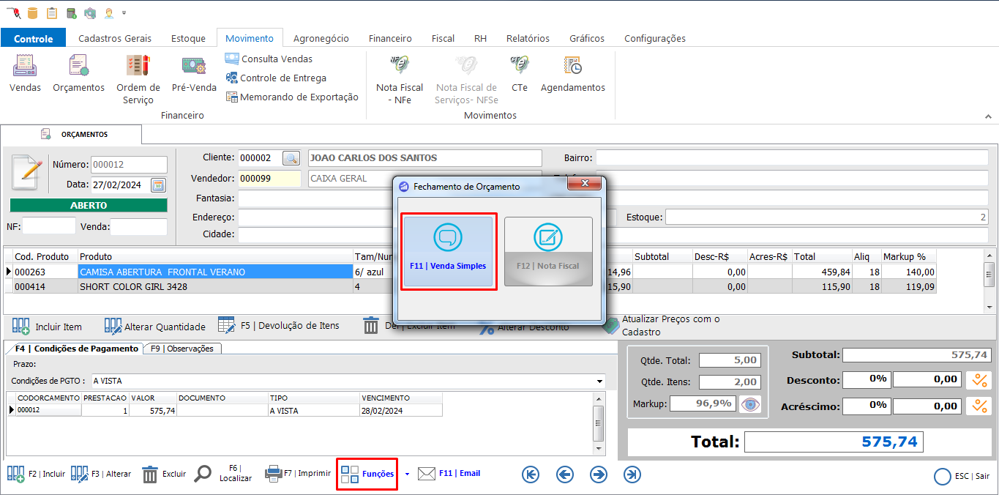 Controle
Cadastros Gerais
Estoque
Movimento
Agronegócio
Financeiro
Fiscal
RH
Relatórios
Gráficos
Configurações
Vendas
Orçamentos
Ordem de
Serviço
Pré-Venda
Consulta Vendas
Controle de Entrega
Memorando de Exportação
Nota Fiscal
- NFe
Nota Fiscal de
Serviços- NFSe
CTe
Agendamentos
Financeiro
Movimentos
ORÇAMENTOS
Número: 000012
Data: 27/02/2024
ABERTO
NF:
Venda:
Cliente: 000002 JOAO CARLOS DOS SANTOS
Bairro:
Vendedor: 000099 CAIXA GERAL
Fantasia:
Endereço:
Estoque: 2
Cidade:
Fechamento de Orçamento
F11 | Venda Simples
F12 | Nota Fiscal
Cod. Produto Produto Tam/Nur Subtotal Desc-R$ Acres-R$ Total Aliq Markup %
000263 CAMISA ABERTURA FRONTAL VERANO 6/ azul 14,96 0,00 459,84 18 140,00
000414 SHORT COLOR GIRL 3428 4 15,90 0,00 115,90 18 119,09
Incluir Item
Alterar Quantidade
F5 | Devolução de Itens
Del | Excluir Item
Alterar Desconto
Atualizar Preços com o
Cadastro
F4 | Condições de Pagamento
F9 | Observações
Prazo:
Condições de PGTO : A VISTA
CODORCAMENTO PRESTACAO VALOR DOCUMENTO TIPO VENCIMENTO
000012 1 575,74 A VISTA 28/02/2024
Qtde. Total: 5,00
Qtde. Itens: 2,00
Markup: 96,9%
Subtotal: 575,74
Desconto: 0% 0,00
Acréscimo: 0% 0,00
Total: 575,74
F2 | Incluir
F3 | Alterar
Excluir
F6 |
Localizar
F7 | Imprimir
Funções
F11 | Email
ESC | Sair